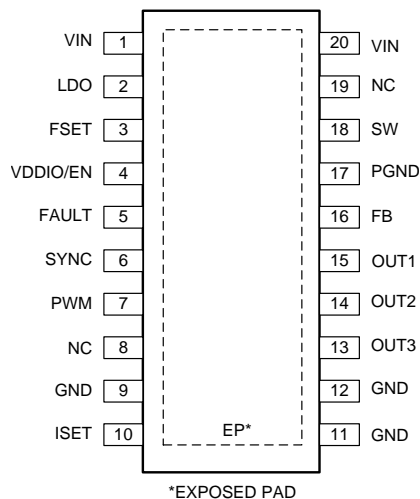 VIN 1 20 VIN
LDO 2 19 NC
FSET 3 18 SW
VDDIO/EN 4 17 PGND
FAULT 5 16 FB
SYNC 6 15 OUT1
PWM 7 14 OUT2
NC 8 13 OUT3
GND 9 12 GND
ISET 10 EP* 11 GND
*EXPOSED PAD